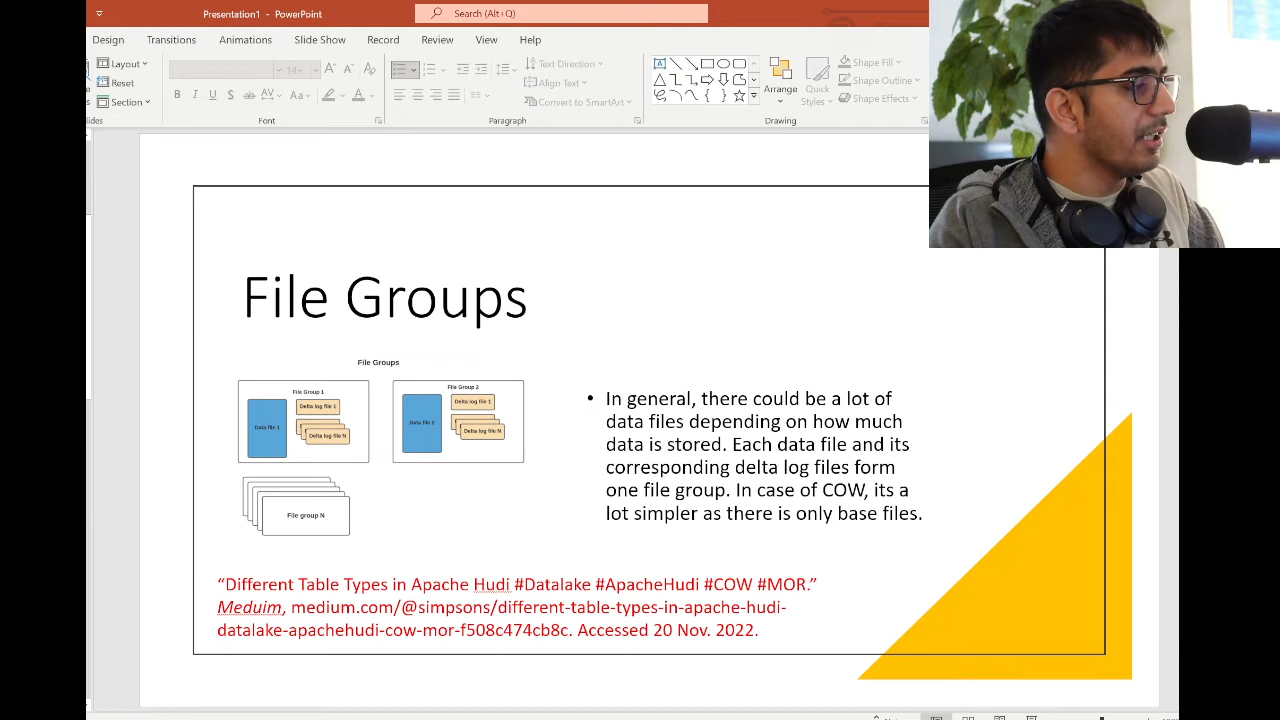 Presentation1 - PowerPoint
Search (Alt+Q)
Design Transitions Animations Slide Show Record Review View Help
Layout
Reset
Section
14+
Aa
B I U S ab AV Aa A
Text Direction
Align Text
Convert to SmartArt
Arrange
Quick
Styles
Shape Fill
Shape Outline
Shape Effects
lides
Font
Paragraph
Drawing
File Groups
File Groups
File Group 1
Data file 1
Delta log file 1
Delta log file N
File Group 2
Data file 2
Delta log file 1
Delta log file N
File group N
• In general, there could be a lot of
data files depending on how much
data is stored. Each data file and its
corresponding delta log files form
one file group. In case of COW, its a
lot simpler as there is only base files.
“Different Table Types in Apache Hudi #Datalake #ApacheHudi #COW #MOR.”
Meduim, medium.com/@simpsons/different-table-types-in-apache-hudi-
datalake-apachehudi-cow-mor-f508c474cb8c. Accessed 20 Nov. 2022.